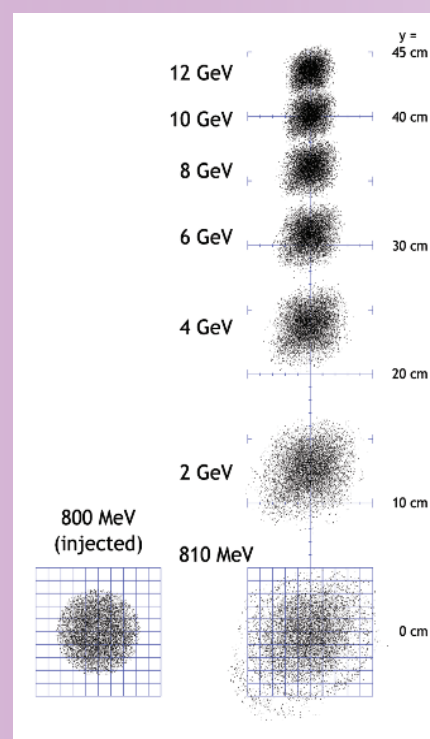 y =
45 cm
12 GeV
10 GeV
40 cm
8 GeV
6 GeV
30 cm
4 GeV
20 cm
2 GeV
10 cm
800 MeV
(injected)
810 MeV
0 cm